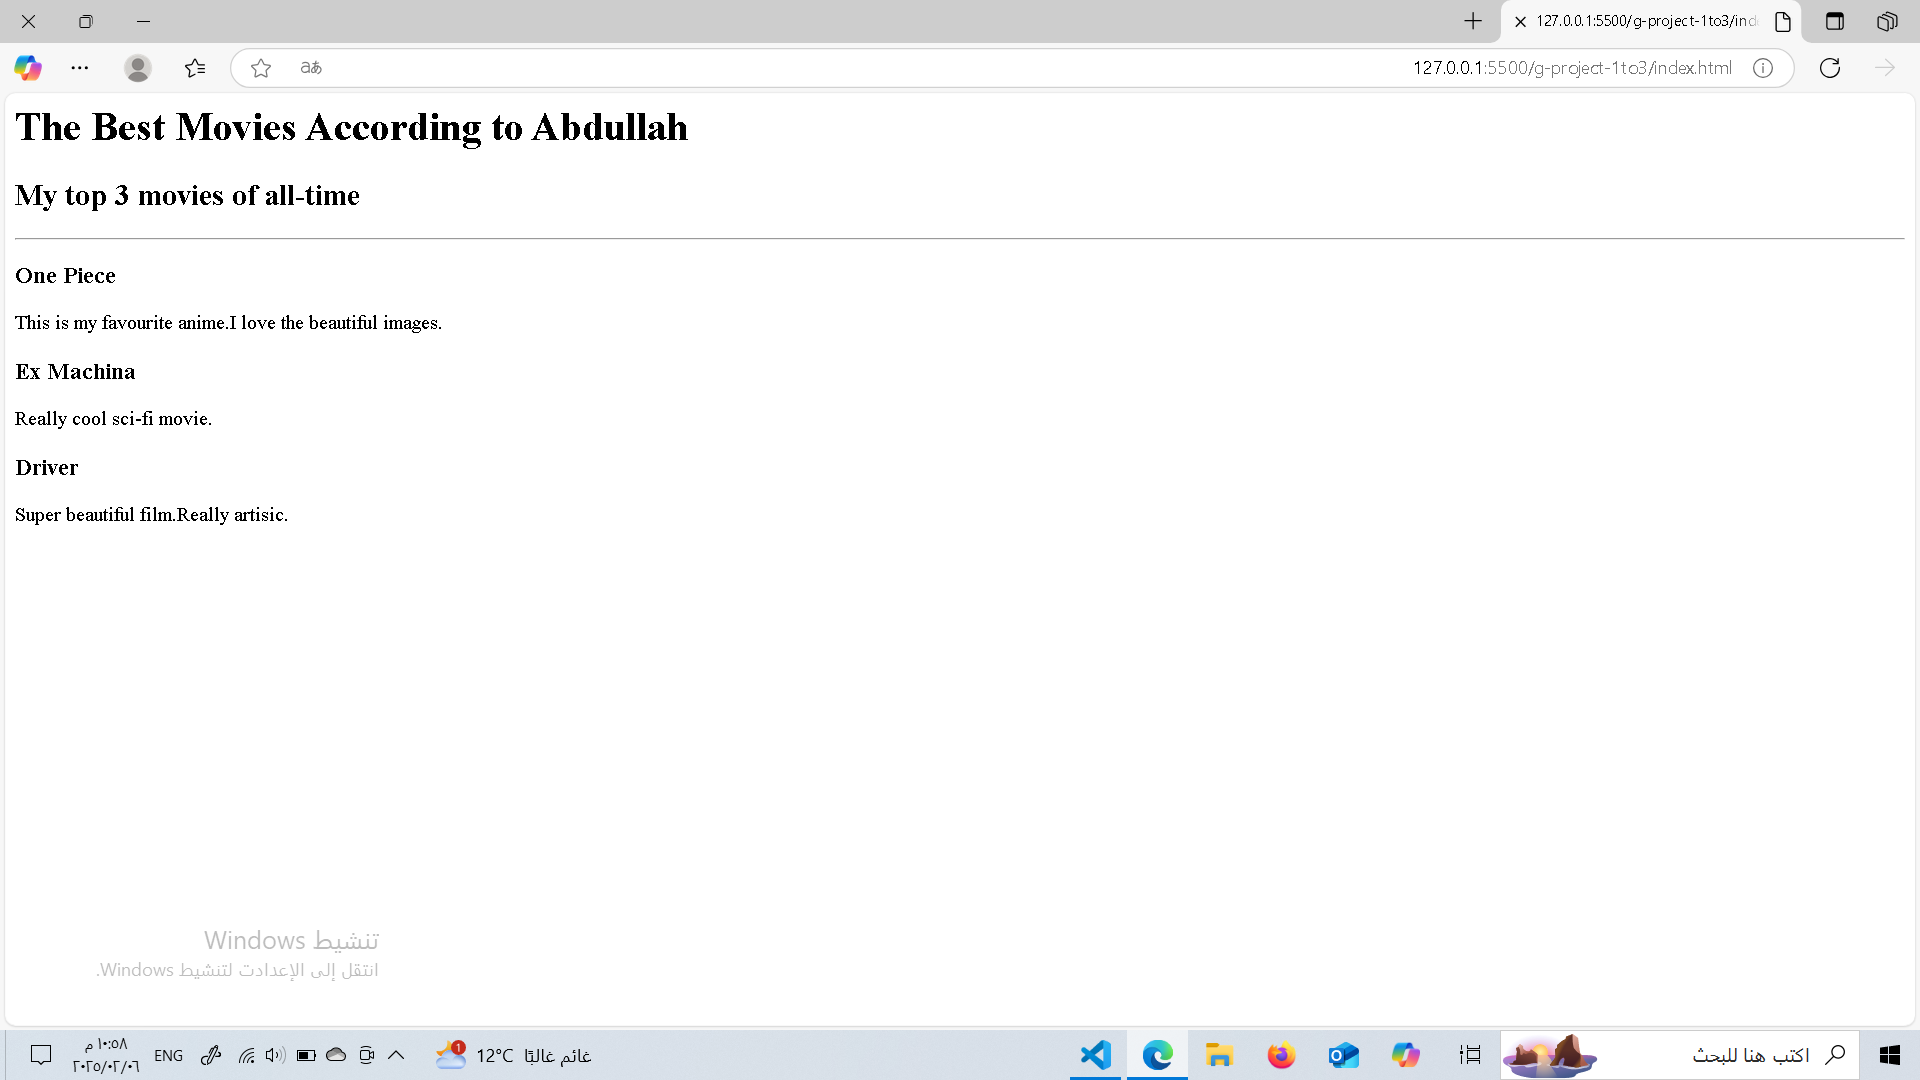 127.0.0.1:5500/g-project-1to3/ind
aあ
127.0.0.1:5500/g-project-1to3/index.html
The Best Movies According to Abdullah
My top 3 movies of all-time
One Piece
This is my favourite anime.I love the beautiful images.
Ex Machina
Really cool sci-fi movie.
Driver
Super beautiful film.Really artisic.
تنشيط Windows
انتقل إلى الإعدادت لتنشيط Windows.
١٠:٥٨ م
٢٠٢٥/٠٢/٠٦
ENG
1
12°C غائم غالبًا
اكتب هنا للبحث